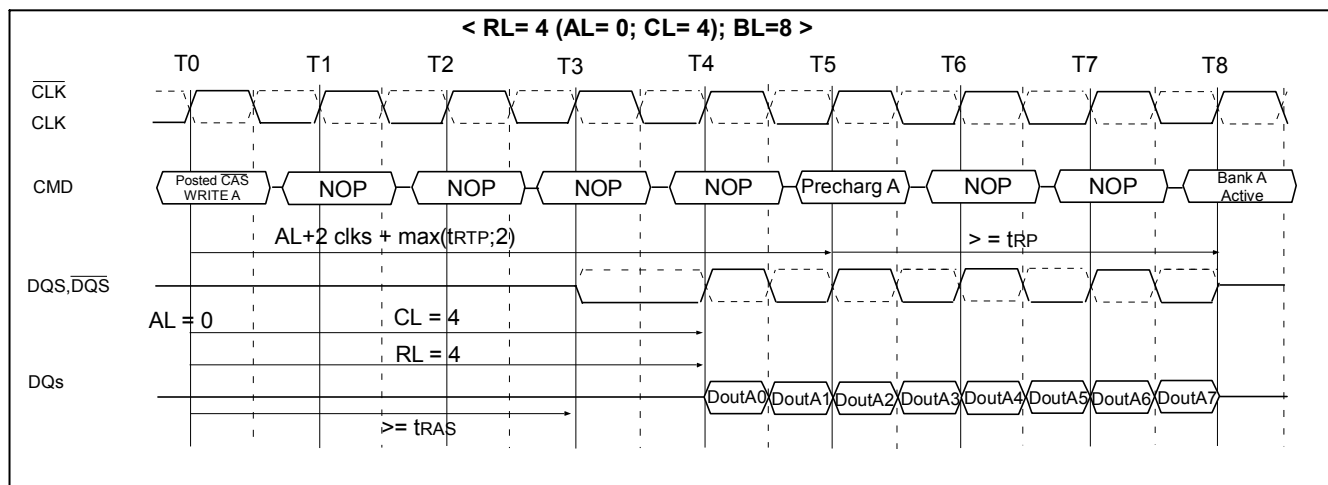 < RL= 4 (AL= 0; CL= 4); BL=8 >
T0 T1 T2 T3 T4 T5 T6 T7 T8
CLK
CLK
CMD
Posted CAS
WRITE A
NOP NOP NOP NOP Precharg A NOP NOP
Bank A
Active
AL+2 clks + max(tRTP;2) > = tRP
DQS,DQS
AL = 0 CL = 4
RL = 4
DQs
DoutA0 DoutA1 DoutA2 DoutA3 DoutA4 DoutA5 DoutA6 DoutA7
>= tRAS